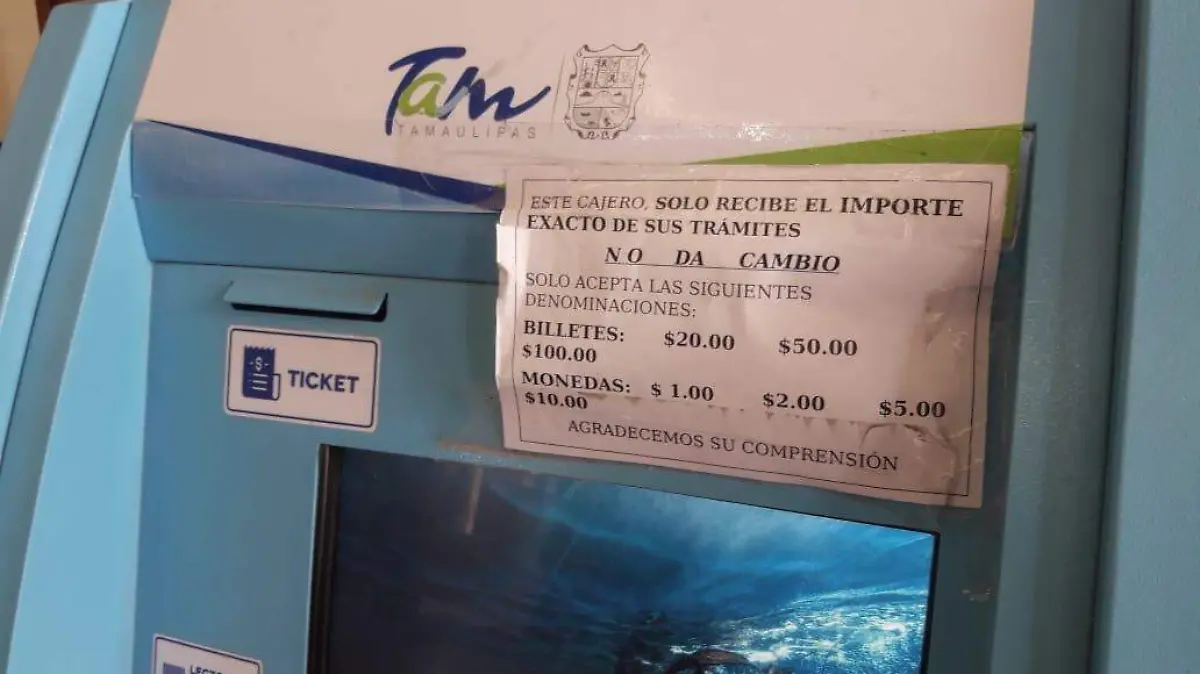 Tam
TAMAULIPAS
ESTE CAJERO, SOLO RECIBE EL IMPORTE
EXACTO DE SUS TRÁMITES
NO DA CAMBIO
SOLO ACEPTA LAS SIGUIENTES
DENOMINACIONES:
BILLETES: $20.00 $50.00
$100.00
MONEDAS: $ 1.00 $2.00 $5.00
$10.00
AGRADECEMOS SU COMPRENSIÓN
TICKET